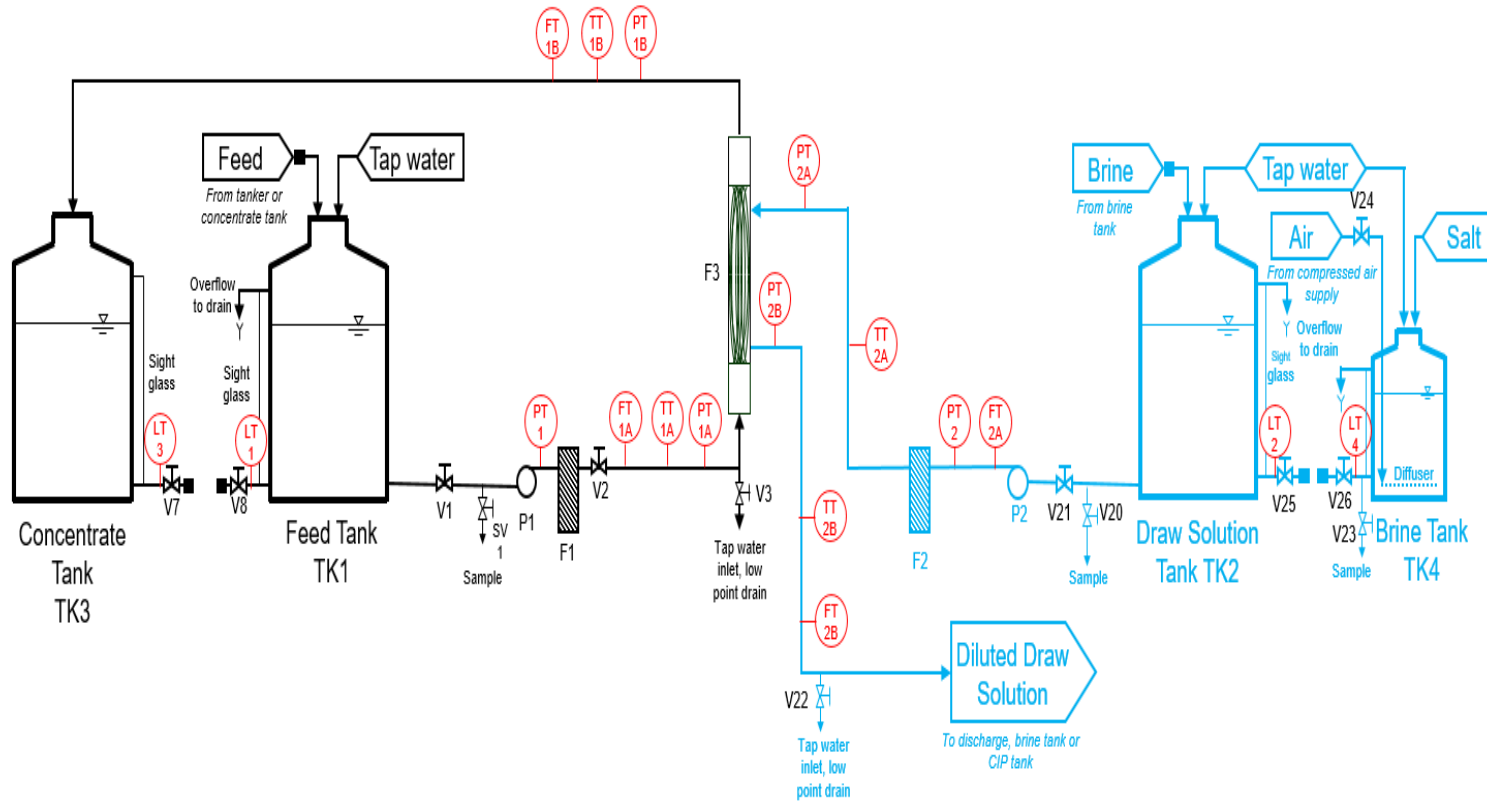 FT
1B
TT
1B
PT
1B
Feed
From tanker or
concentrate tank
Tap water
PT
2A
Brine
From brine
tank
Tap water
V24
Air
From compressed air
supply
Salt
F3
Overflow
to drain
Y
Sight
glass
Sight
glass
PT
2B
TT
2A
Y
Overflow
to drain
Sight
glass
Y
LT
3
V7
LT
1
V8
V1
SV
1
Sample
P1
PT
1
F1
V2
FT
1A
TT
1A
PT
1A
V3
Tap water
inlet, low
point drain
TT
2B
FT
2B
F2
PT
2
FT
2A
P2
V21
V20
Sample
LT
2
V25
LT
4
V26
Diffuser
V23
Sample
Concentrate
Tank
TK3
Feed Tank
TK1
Draw Solution
Tank TK2
Brine Tank
TK4
V22
Tap water
inlet, low
point drain
Diluted Draw
Solution
To discharge, brine tank or
CIP tank